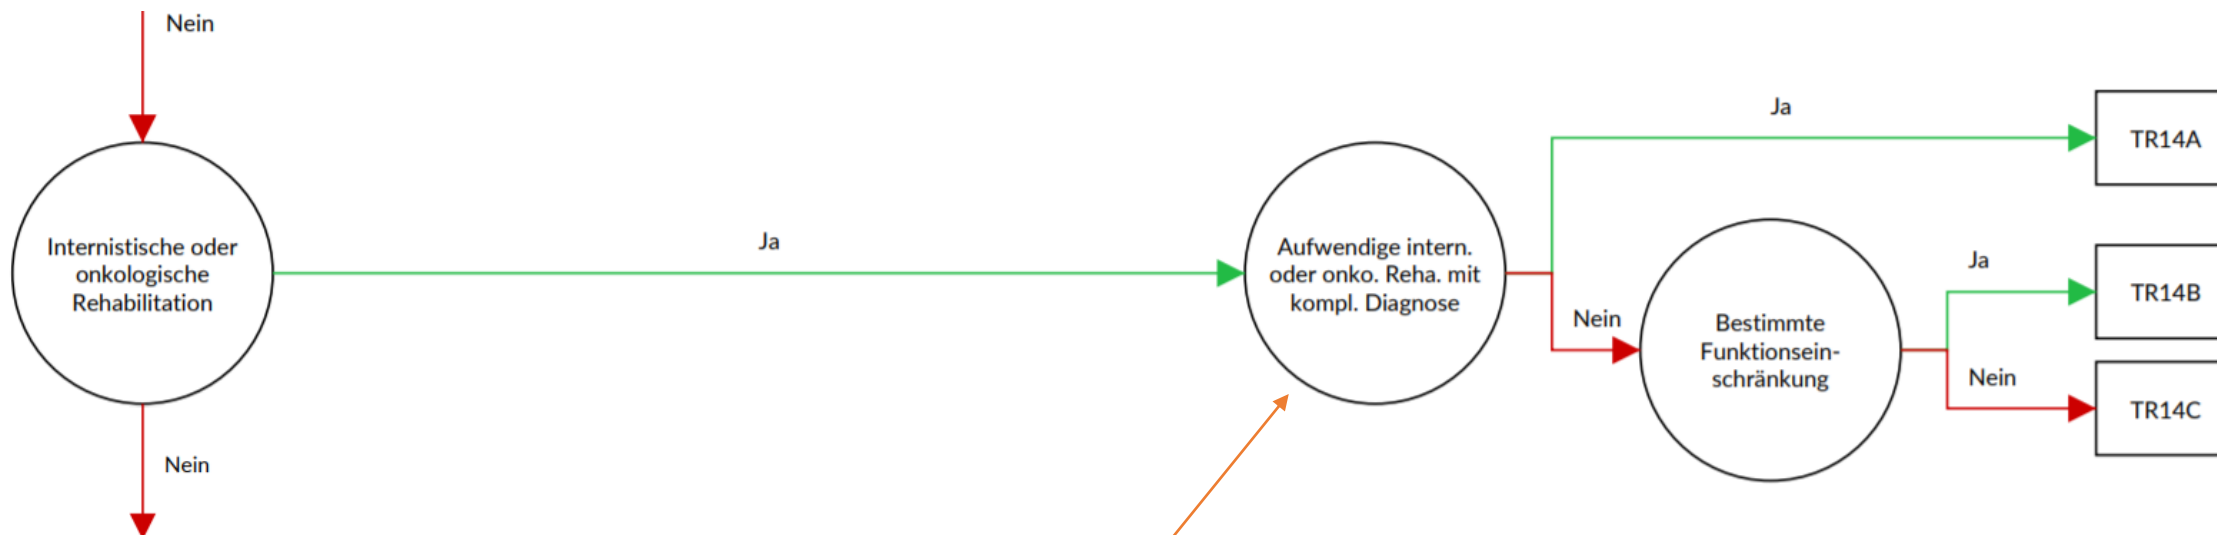 Nein
Internistische oder
onkologische
Rehabilitation
Nein
Ja
Aufwendige intern.
oder onko. Reha. mit
kompl. Diagnose
Ja
TR14A
Nein
Bestimmte
Funktionsein-
schränkung
Ja
TR14B
Nein
TR14C